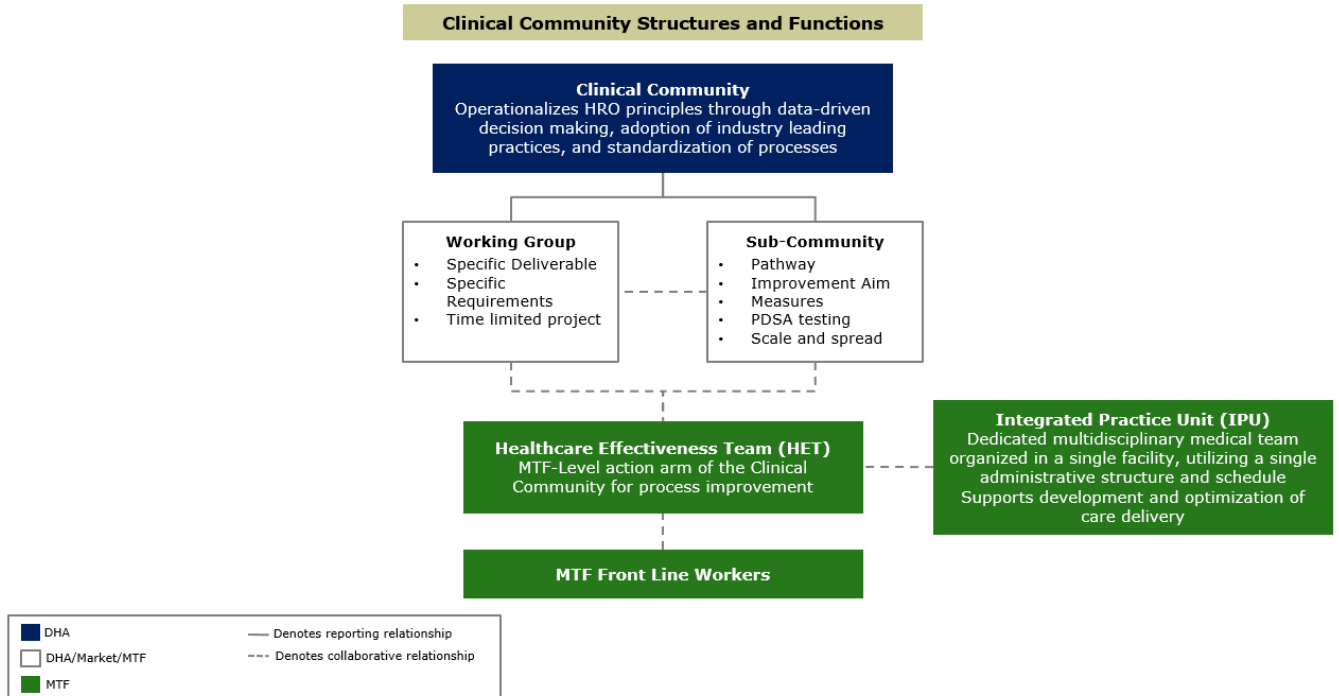 Clinical Community Structures and Functions
Clinical Community
Operationalizes HRO principles through data-driven
decision making, adoption of industry leading
practices, and standardization of processes
Working Group
• Specific Deliverable
• Specific
Requirements
• Time limited project
Sub-Community
• Pathway
• Improvement Aim
• Measures
• PDSA testing
• Scale and spread
Healthcare Effectiveness Team (HET)
MTF-Level action arm of the Clinical
Community for process improvement
Integrated Practice Unit (IPU)
Dedicated multidisciplinary medical team
organized in a single facility, utilizing a single
administrative structure and schedule
Supports development and optimization of
care delivery
MTF Front Line Workers
DHA
DHA/Market/MTF
MTF
Denotes reporting relationship
Denotes collaborative relationship